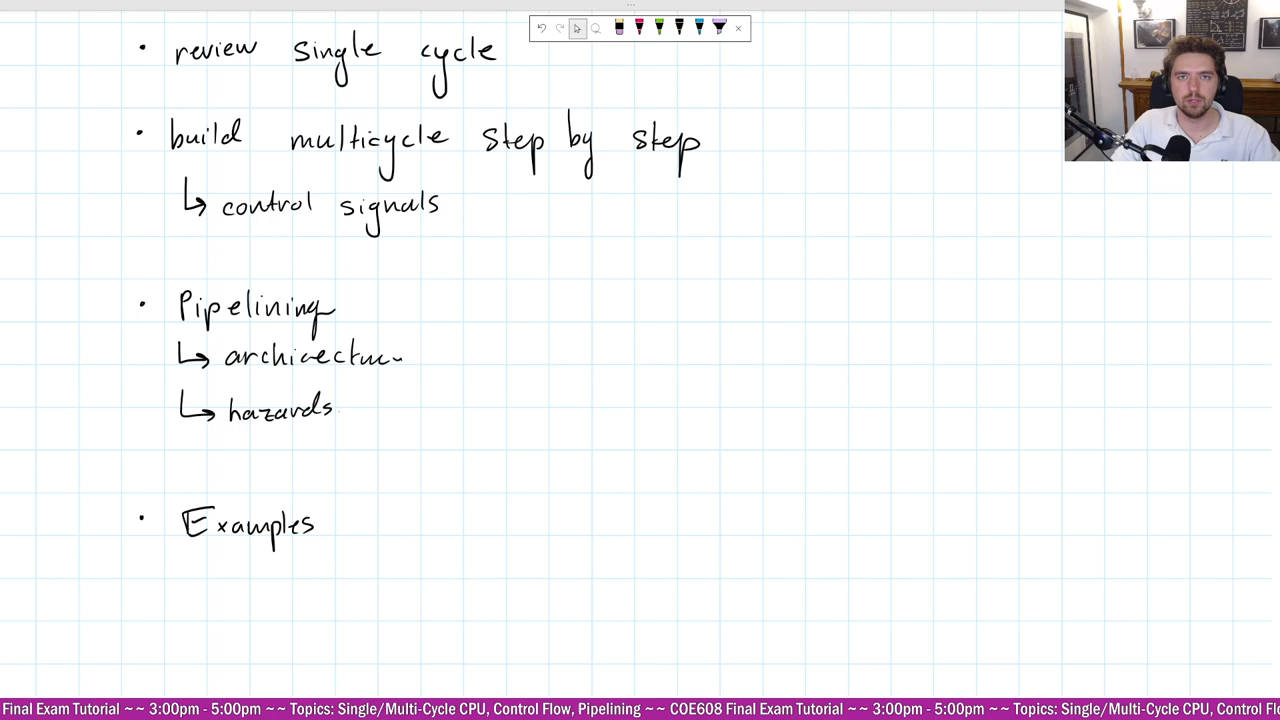 • review single cycle
• build multicycle step by step
↳ control signals
• Pipelining
↳ architecture
↳ hazards
• Examples
Final Exam Tutorial ~~ 3:00pm - 5:00pm ~~ Topics: Single/Multi-Cycle CPU, Control Flow, Pipelining ~~ COE608 Final Exam Tutorial ~~ 3:00pm - 5:00pm ~~ Topics: Single/Multi-Cycle CPU, Control Fl